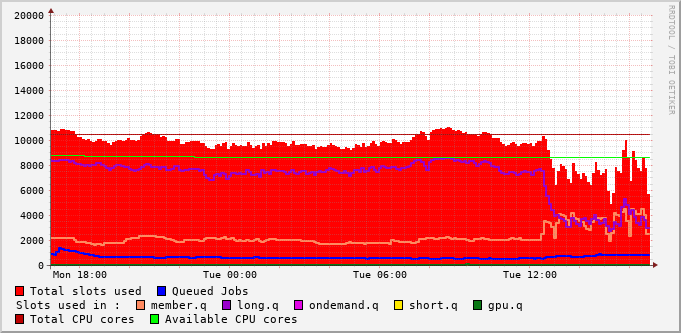 20000
18000
16000
14000
12000
10000
8000
6000
4000
2000
0
Mon 18:00 Tue 00:00 Tue 06:00 Tue 12:00
RRDTOOL / TOBI OETIKER
Total slots used Queued Jobs
Slots used in : member.q long.q ondemand.q short.q gpu.q
Total CPU cores Available CPU cores